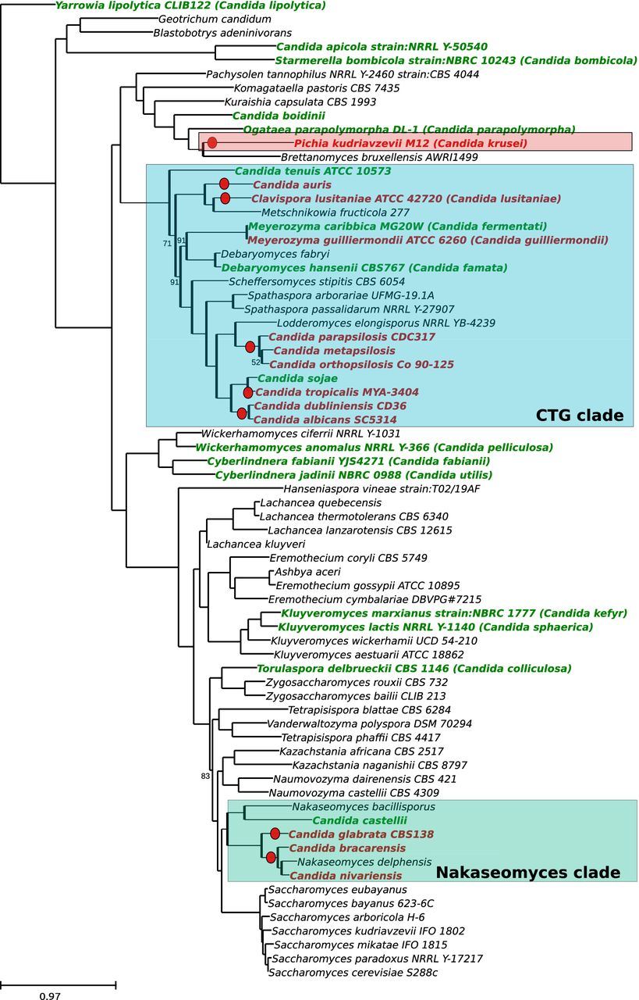 Yarrowia lipolytica CLIB122 (Candida lipolytica)
Geotrichum candidum
Blastobotrys adeninivorans
Candida apicola strain:NRRL Y-50540
Starmerella bombicola strain:NBRC 10243 (Candida bombicola)
Pachysolen tannophilus NRRL Y-2460 strain:CBS 4044
Komagataella pastoris CBS 7435
Kuraishia capsulata CBS 1993
Candida boidinii
Ogataea parapolymorpha DL-1 (Candida parapolymorpha)
Pichia kudriavzevii M12 (Candida krusei)
Brettanomyces bruxellensis AWRI1499
Candida tenuis ATCC 10573
Candida auris
Clavispora lusitaniae ATCC 42720 (Candida lusitaniae)
Metschnikowia fructicola 277
Meyerozyma caribbica MG20W (Candida fermentati)
71 91 Meyerozyma guilliermondii ATCC 6260 (Candida guilliermondii)
Debaryomyces fabryi
Debaryomyces hansenii CBS767 (Candida famata)
91 Scheffersomyces stipitis CBS 6054
Spathaspora arborariae UFMG-19.1A
Spathaspora passalidarum NRRL Y-27907
Lodderomyces elongisporus NRRL YB-4239
Candida parapsilosis CDC317
Candida metapsilosis
52 Candida orthopsilosis Co 90-125
Candida sojae
Candida tropicalis MYA-3404
Candida dubliniensis CD36
Candida albicans SC5314
CTG clade
Wickerhamomyces ciferrii NRRL Y-1031
Wickerhamomyces anomalus NRRL Y-366 (Candida pelliculosa)
Cyberlindnera fabianii YJS4271 (Candida fabianii)
Cyberlindnera jadinii NBRC 0988 (Candida utilis)
Hanseniaspora vineae strain:T02/19AF
Lachancea quebecensis
Lachancea thermotolerans CBS 6340
Lachancea lanzarotensis CBS 12615
Lachancea kluyveri
Eremothecium coryli CBS 5749
Ashbya aceri
Eremothecium gossypii ATCC 10895
Eremothecium cymbalariae DBVPG#7215
Kluyveromyces marxianus strain:NBRC 1777 (Candida kefyr)
Kluyveromyces lactis NRRL Y-1140 (Candida sphaerica)
Kluyveromyces wickerhamii UCD 54-210
Kluyveromyces aestuarii ATCC 18862
Torulaspora delbrueckii CBS 1146 (Candida colliculosa)
Zygosaccharomyces rouxii CBS 732
Zygosaccharomyces bailii CLIB 213
Tetrapisispora blattae CBS 6284
Vanderwaltozyma polyspora DSM 70294
Tetrapisispora phaffii CBS 4417
Kazachstania africana CBS 2517
Kazachstania naganishii CBS 8797
83 Naumovozyma dairenensis CBS 421
Naumovozyma castellii CBS 4309
Nakaseomyces bacillisporus
Candida castellii
Candida glabrata CBS138
Candida bracarensis
Nakaseomyces delphensis
Candida nivariensis
Nakaseomyces clade
Saccharomyces eubayanus
Saccharomyces bayanus 623-6C
Saccharomyces arboricola H-6
Saccharomyces kudriavzevii IFO 1802
Saccharomyces mikatae IFO 1815
Saccharomyces paradoxus NRRL Y-17217
Saccharomyces cerevisiae S288c
0.97